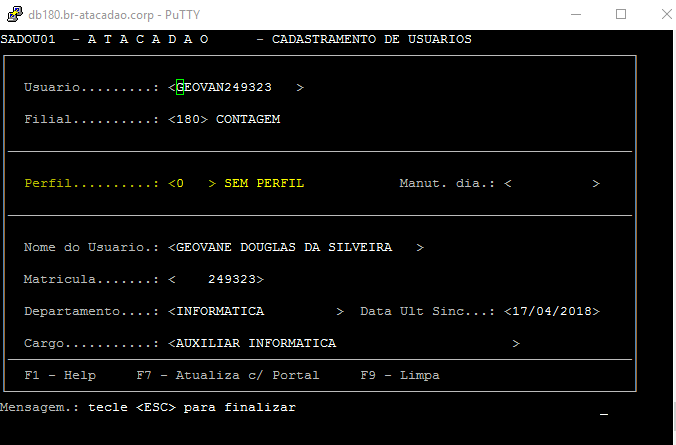 db180.br-atacadao.corp - PuTTY
SADOU01 - A T A C A D A O - CADASTRAMENTO DE USUARIOS
Usuario.........: <GEOVAN249323 >
Filial..........: <180> CONTAGEM
Perfil..........: <0 > SEM PERFIL Manut. dia.: < >
Nome do Usuario.: <GEOVANE DOUGLAS DA SILVEIRA >
Matricula.......: < 249323>
Departamento....: <INFORMATICA > Data Ult Sinc...: <17/04/2018>
Cargo...........: <AUXILIAR INFORMATICA >
F1 - Help F7 - Atualiza c/ Portal F9 - Limpa
Mensagem.: tecle <ESC> para finalizar _